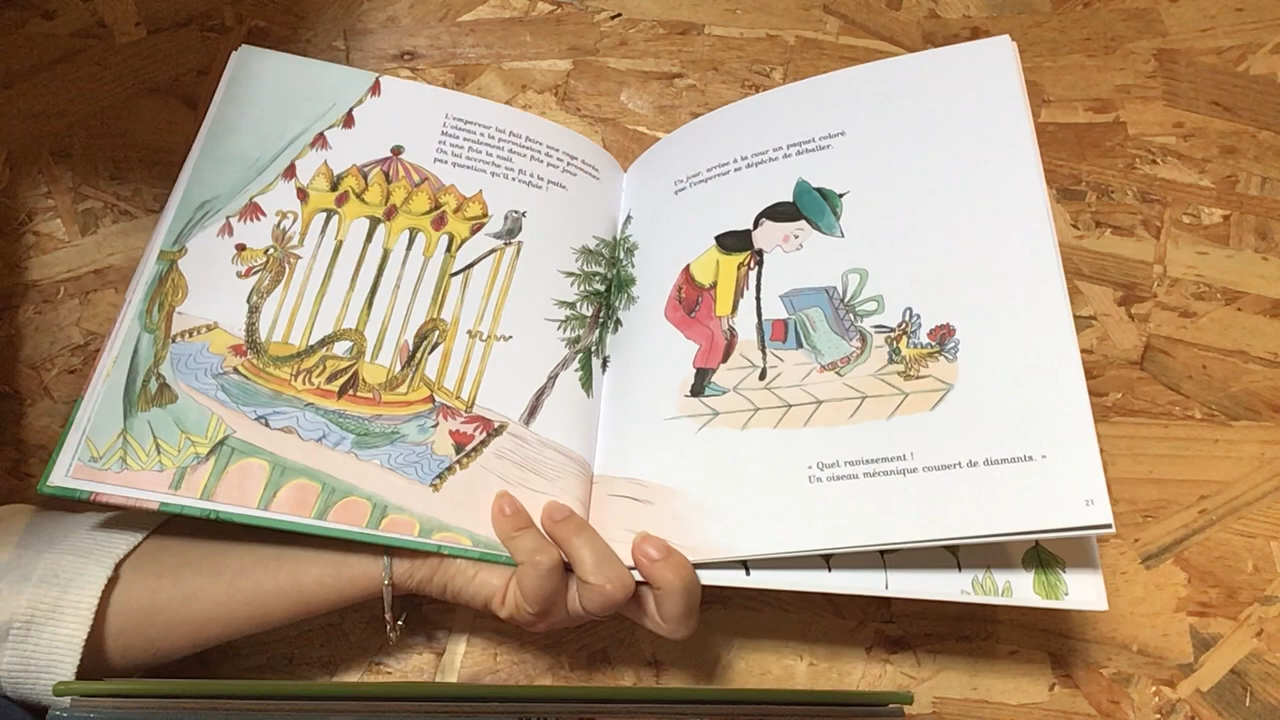 L'empereur lui fait faire une cage dorée.
L'oiseau a la permission de se promener
Mais seulement deux fois par jour
et une fois la nuit.
On lui accroche un fil à la patte,
pas question qu'il s'enfuie !
20
Un jour, arrive à la cour un paquet coloré
que l'empereur se dépêche de déballer.
« Quel ravissement !
Un oiseau mécanique couvert de diamants. »
21